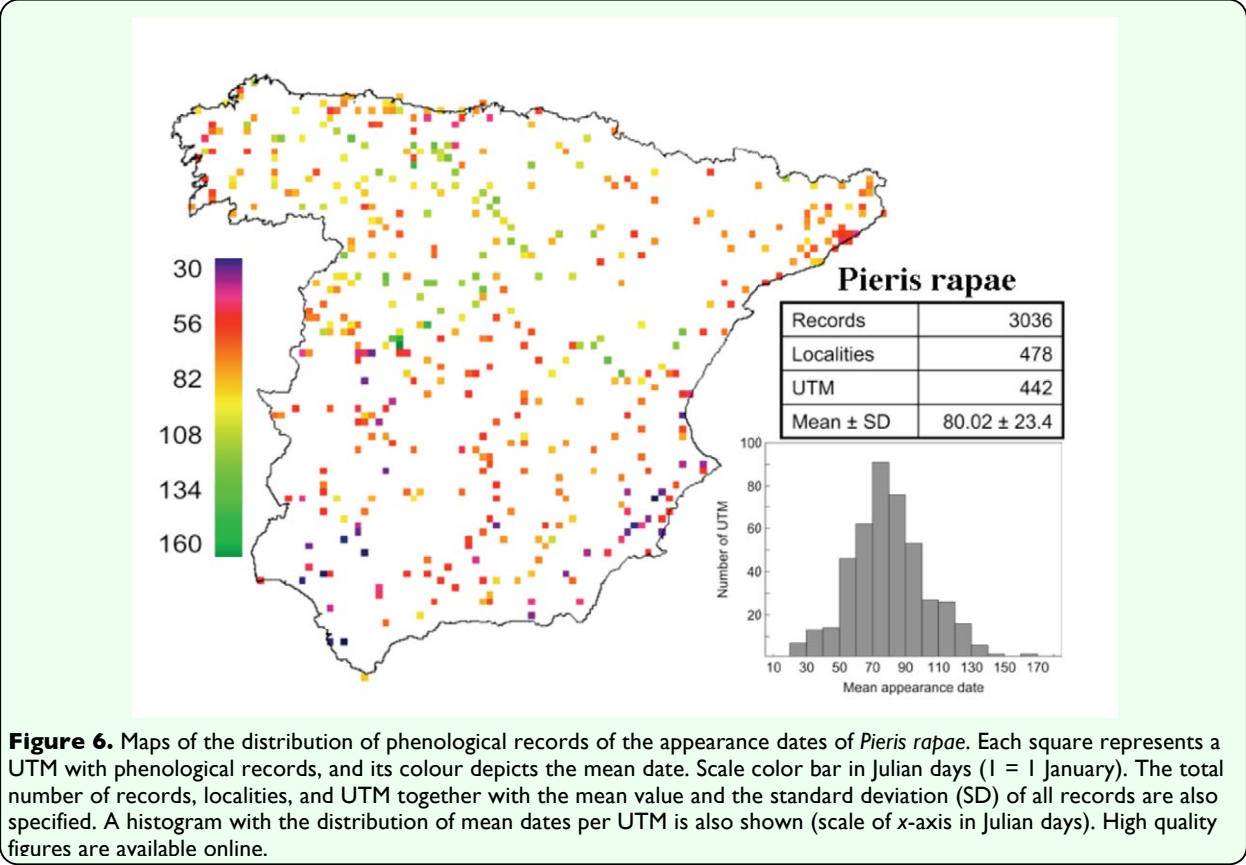 30
56
82
108
134
160
Pieris rapae
Records 3036
Localities 478
UTM 442
Mean ± SD 80.02 ± 23.4
100
80
60
40
20
Number of UTM
10 30 50 70 90 110 130 150 170
Mean appearance date
Figure 6. Maps of the distribution of phenological records of the appearance dates of Pieris rapae. Each square represents a
UTM with phenological records, and its colour depicts the mean date. Scale color bar in Julian days (1 = 1 January). The total
number of records, localities, and UTM together with the mean value and the standard deviation (SD) of all records are also
specified. A histogram with the distribution of mean dates per UTM is also shown (scale of x-axis in Julian days). High quality
figures are available online.